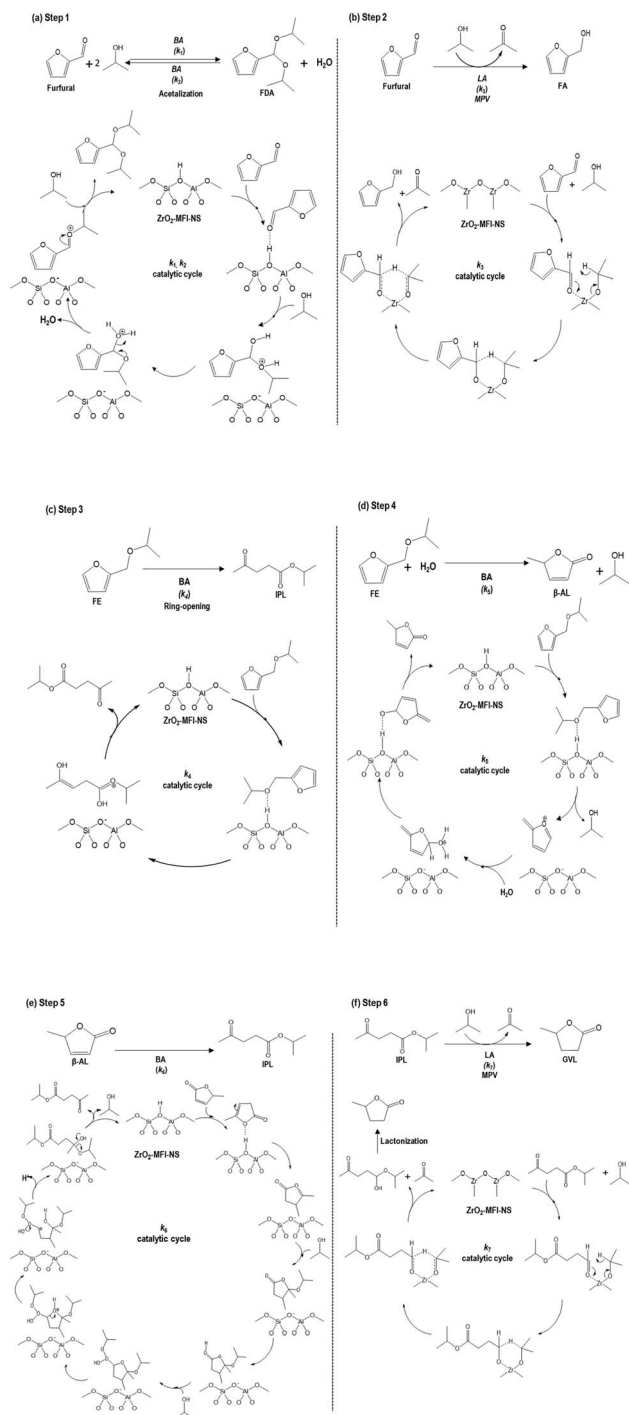 (a) Step 1
BA
(k₁)
BA
(k₂)
Acetalization
Furfural
+ 2
OH
FDA
+ H₂O
ZrO₂-MFI-NS
k₁, k₂
catalytic cycle
H₂O
(b) Step 2
Furfural
LA
(k₃)
MPV
FA
ZrO₂-MFI-NS
k₃
catalytic cycle
(c) Step 3
FE
BA
(k₄)
Ring-opening
IPL
ZrO₂-MFI-NS
k₄
catalytic cycle
(d) Step 4
FE
+ H₂O
BA
(k₅)
β-AL
+
ZrO₂-MFI-NS
k₅
catalytic cycle
H₂O
(e) Step 5
β-AL
BA
(k₆)
IPL
ZrO₂-MFI-NS
H⁺
k₆
catalytic cycle
(f) Step 6
IPL
LA
(k₇)
MPV
GVL
Lactonization
ZrO₂-MFI-NS
k₇
catalytic cycle